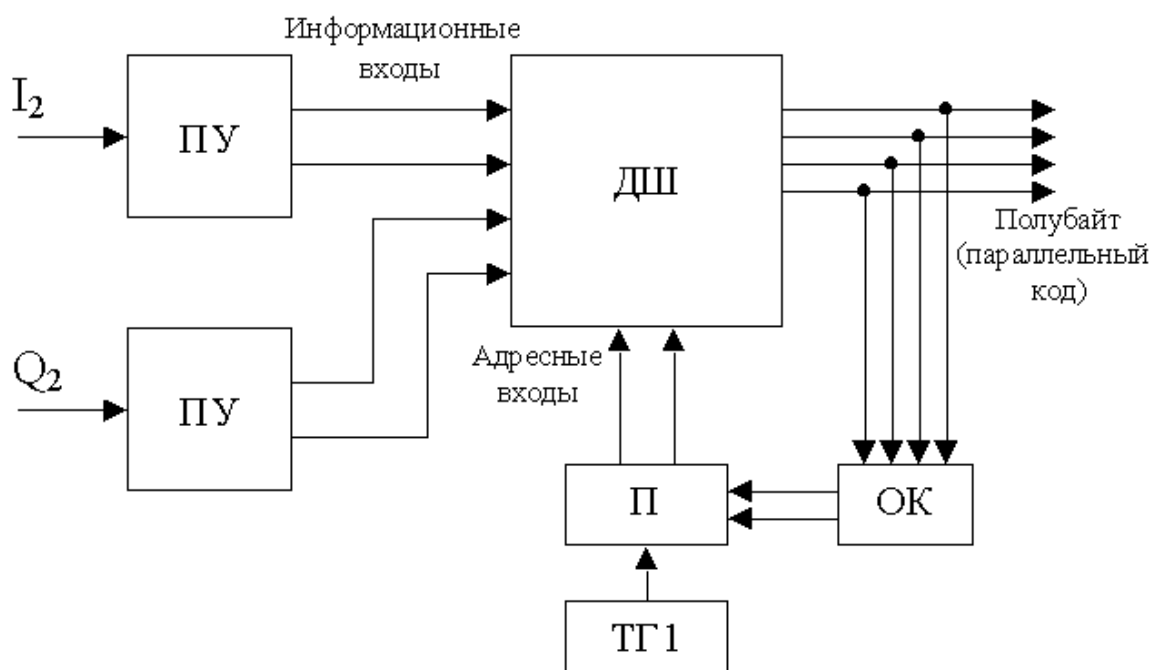 Информационные
входы
I2
ПУ
ДШ
Полубайт
(параллельный
код)
Q2
ПУ
Адресные
входы
П
ОК
ТГ1